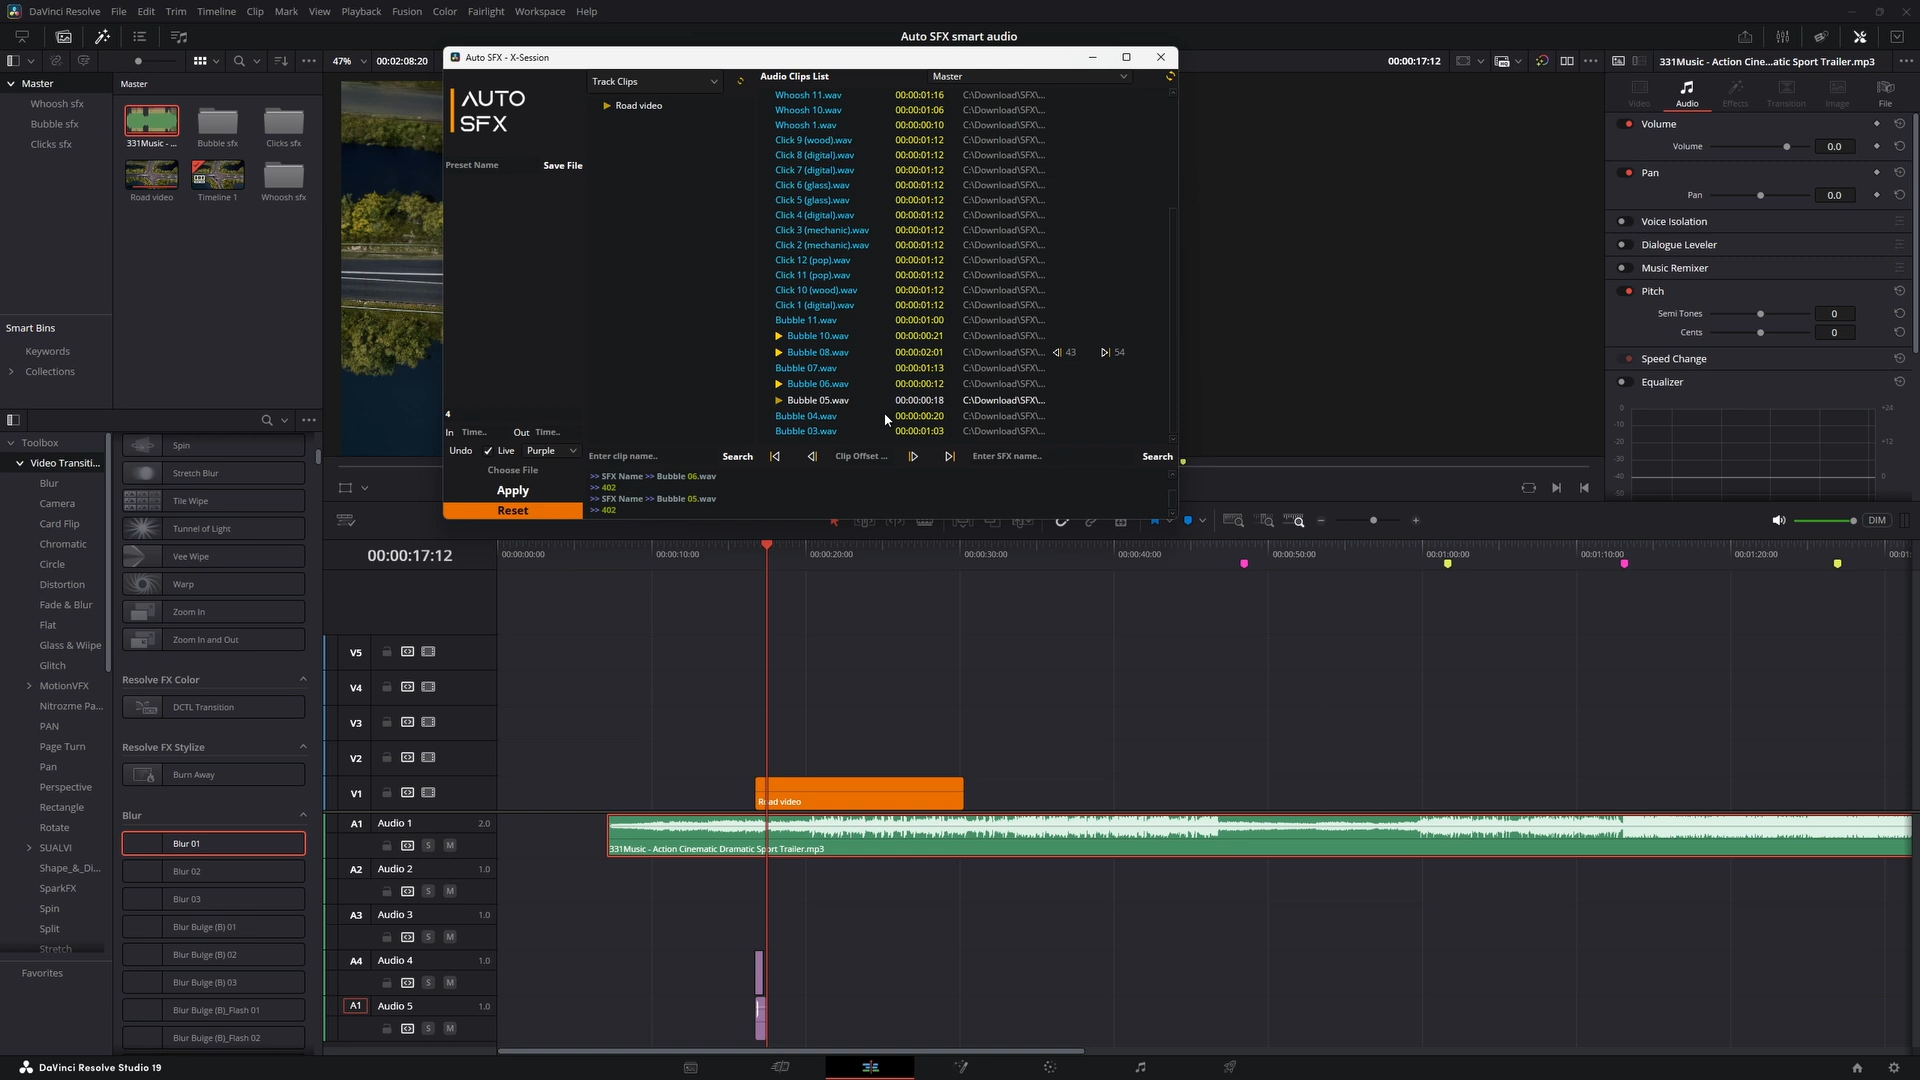 DaVinci Resolve File Edit Trim Timeline Clip Mark View Playback Fusion Color Fairlight Workspace Help
Auto SFX smart audio
47% 00:02:08:20
00:00:17:12
331Music - Action Cine...atic Sport Trailer.mp3
Master
Whoosh sfx
Bubble sfx
Clicks sfx
Master
331Music - ...
Bubble sfx
Clicks sfx
Road video
Timeline 1
Whoosh sfx
Smart Bins
Keywords
Collections
Auto SFX - X-Session
AUTO
SFX
Preset Name Save File
4
In Time.. Out Time..
Undo Live Purple
Choose File
Apply
Reset
Track Clips
Road video
Audio Clips List Master
Whoosh 11.wav 00:00:01:16 C:\Download\SFX\...
Whoosh 10.wav 00:00:01:06 C:\Download\SFX\...
Whoosh 1.wav 00:00:00:10 C:\Download\SFX\...
Click 9 (wood).wav 00:00:01:12 C:\Download\SFX\...
Click 8 (digital).wav 00:00:01:12 C:\Download\SFX\...
Click 7 (digital).wav 00:00:01:12 C:\Download\SFX\...
Click 6 (glass).wav 00:00:01:12 C:\Download\SFX\...
Click 5 (glass).wav 00:00:01:12 C:\Download\SFX\...
Click 4 (digital).wav 00:00:01:12 C:\Download\SFX\...
Click 3 (mechanic).wav 00:00:01:12 C:\Download\SFX\...
Click 2 (mechanic).wav 00:00:01:12 C:\Download\SFX\...
Click 12 (pop).wav 00:00:01:12 C:\Download\SFX\...
Click 11 (pop).wav 00:00:01:12 C:\Download\SFX\...
Click 10 (wood).wav 00:00:01:12 C:\Download\SFX\...
Click 1 (digital).wav 00:00:01:12 C:\Download\SFX\...
Bubble 11.wav 00:00:01:00 C:\Download\SFX\...
Bubble 10.wav 00:00:00:21 C:\Download\SFX\...
Bubble 08.wav 00:00:02:01 C:\Download\SFX\... 43 54
Bubble 07.wav 00:00:01:13 C:\Download\SFX\...
Bubble 06.wav 00:00:00:12 C:\Download\SFX\...
Bubble 05.wav 00:00:00:18 C:\Download\SFX\...
Bubble 04.wav 00:00:00:20 C:\Download\SFX\...
Bubble 03.wav 00:00:01:03 C:\Download\SFX\...
Enter clip name.. Search Clip Offset ... Enter SFX name.. Search
>> SFX Name >> Bubble 06.wav
>> 402
>> SFX Name >> Bubble 05.wav
>> 402
Video Audio Effects Transition Image File
Volume
Volume 0.0
Pan
Pan 0.0
Voice Isolation
Dialogue Leveler
Music Remixer
Pitch
Semi Tones 0
Cents 0
Speed Change
Equalizer
0 +24
-10
-20 +12
-30
-40 0
-50
Toolbox
Video Transiti...
Blur
Camera
Card Flip
Chromatic
Circle
Distortion
Fade & Blur
Flat
Glass & Wiipe
Glitch
MotionVFX
Nitrozme Pa...
PAN
Page Turn
Pan
Perspective
Rectangle
Rotate
SUALVI
Shape_&_Di...
SparkFX
Spin
Split
Stretch
Favorites
Spin
Stretch Blur
Tile Wipe
Tunnel of Light
Vee Wipe
Warp
Zoom In
Zoom In and Out
Resolve FX Color
DCTL Transition
Resolve FX Stylize
Burn Away
Blur
Blur 01
Blur 02
Blur 03
Blur Bulge (B) 01
Blur Bulge (B) 02
Blur Bulge (B) 03
Blur Bulge (B)_Flash 01
Blur Bulge (B)_Flash 02
DIM
00:00:17:12
00:00:00:00 00:00:10:00 00:00:20:00 00:00:30:00 00:00:40:00 00:00:50:00 00:01:00:00 00:01:10:00 00:01:20:00 00:01:
V5
V4
V3
V2
V1
Road video
A1 Audio 1 2.0
S M
331Music - Action Cinematic Dramatic Sport Trailer.mp3
A2 Audio 2 1.0
S M
A3 Audio 3 1.0
S M
A4 Audio 4 1.0
S M
A1 Audio 5 1.0
S M
DaVinci Resolve Studio 19